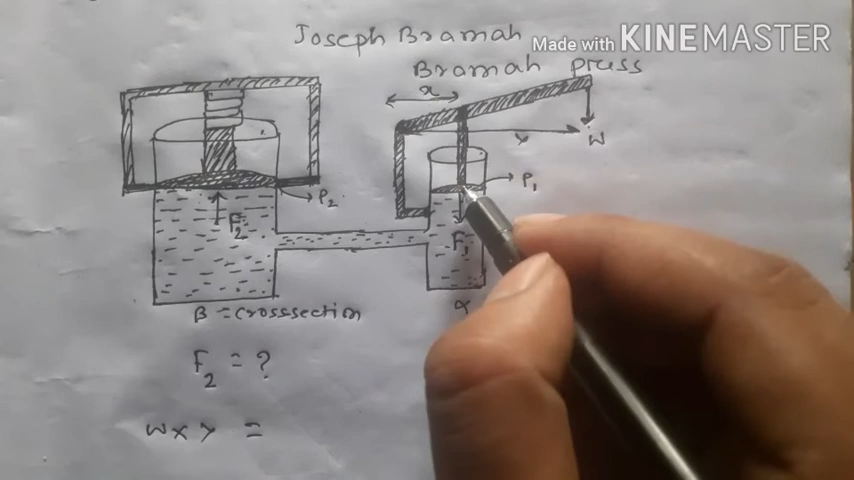 Joseph Bramah
Made with KINEMASTER
Bramah press
x
y
W
P1
P2
F2
F1
B = Crosssection
α
F2 = ?
W x y =